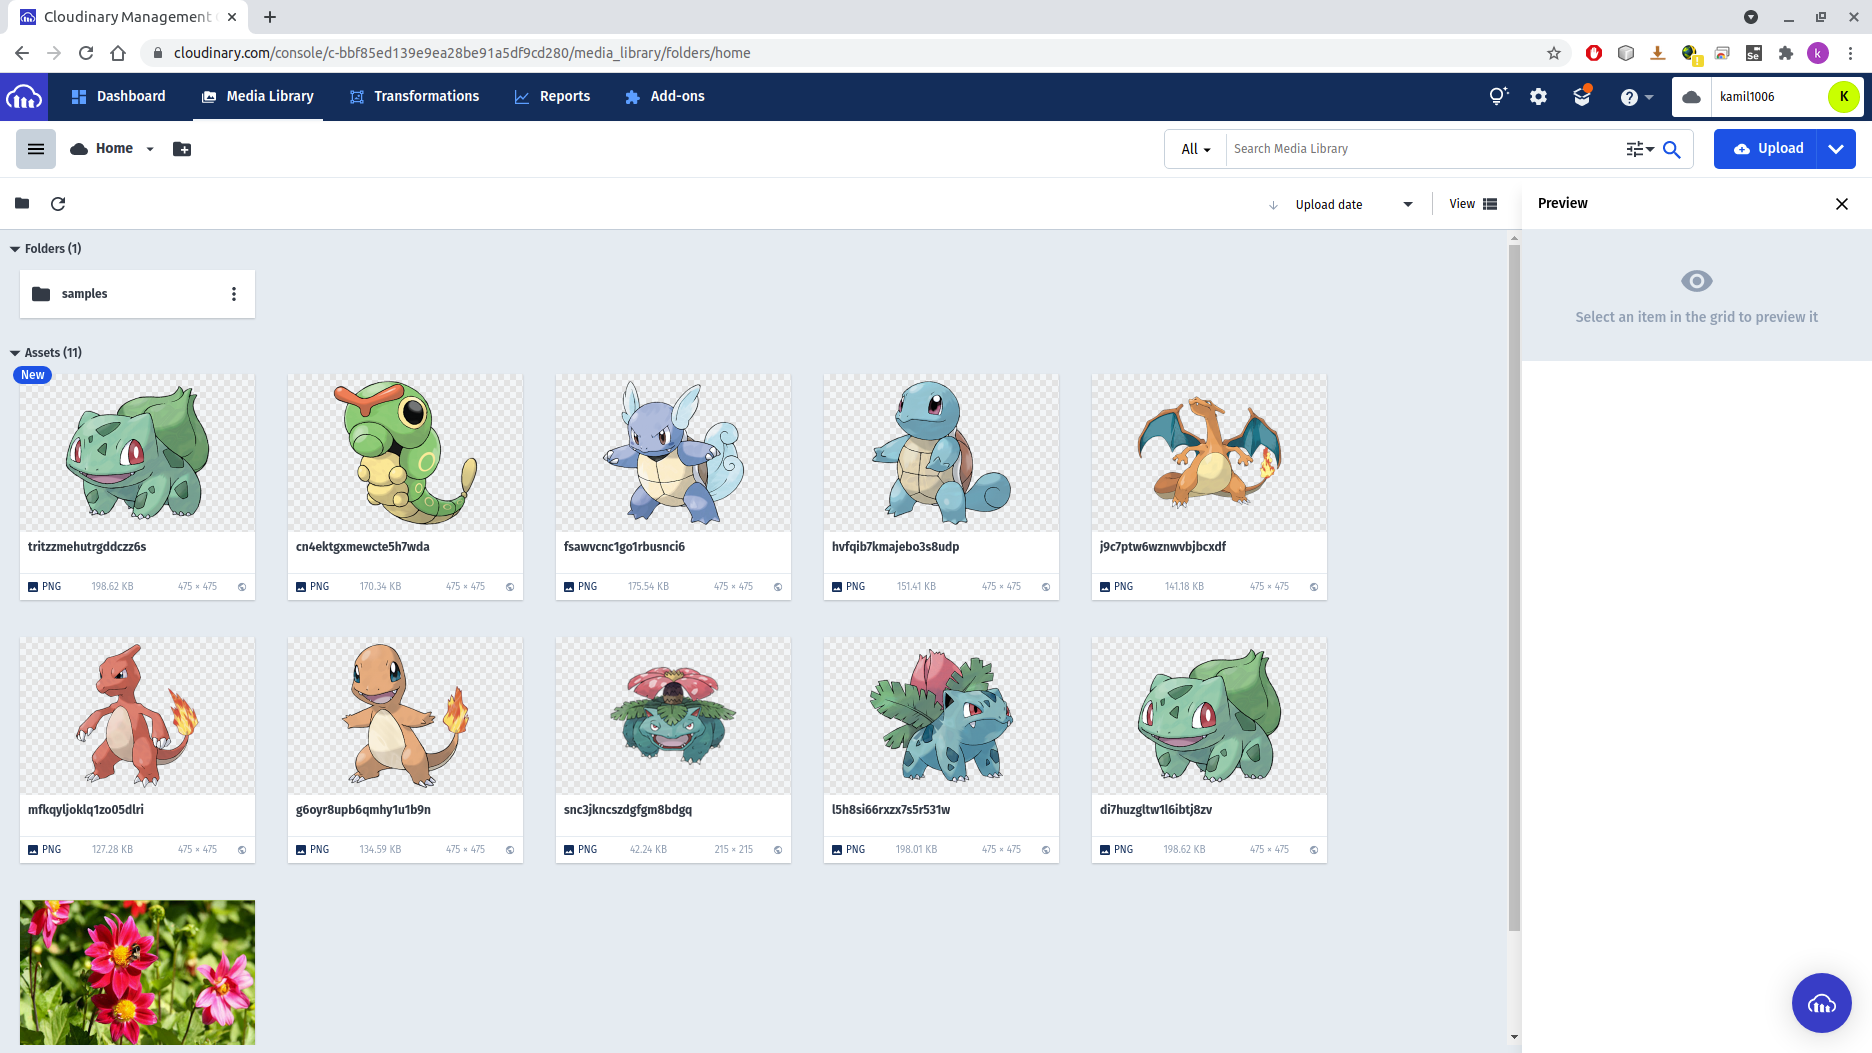 Cloudinary Management
cloudinary.com/console/c-bbf85ed139e9ea28be91a5df9cd280/media_library/folders/home
Se
k
Dashboard
Media Library
Transformations
Reports
Add-ons
kamil1006
K
Home
All
Search Media Library
Upload
Upload date
View
Preview
Folders (1)
samples
Select an item in the grid to preview it
Assets (11)
New
tritzzmehutrgddczz6s
cn4ektgxmewcte5h7wda
fsawvcnc1go1rbusnci6
hvfqib7kmajebo3s8udp
j9c7ptw6wznwvbjbcxdf
PNG 198.62 KB 475 × 475
PNG 170.34 KB 475 × 475
PNG 175.54 KB 475 × 475
PNG 151.41 KB 475 × 475
PNG 141.18 KB 475 × 475
mfkqyljoklq1zo05dlri
g6oyr8upb6qmhy1u1b9n
snc3jkncszdgfgm8bdgq
l5h8si66rxzx7s5r531w
di7huzgltw1l6ibtj8zv
PNG 127.28 KB 475 × 475
PNG 134.59 KB 475 × 475
PNG 42.24 KB 215 × 215
PNG 198.01 KB 475 × 475
PNG 198.62 KB 475 × 475